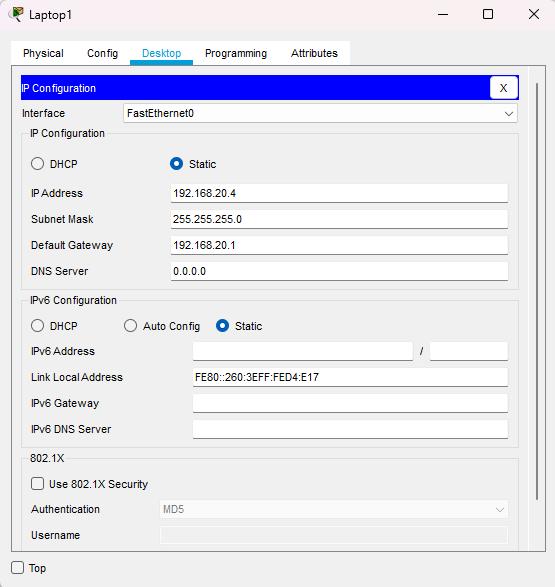 Laptop1
Physical Config Desktop Programming Attributes
IP Configuration X
Interface FastEthernet0
IP Configuration
DHCP Static
IP Address 192.168.20.4
Subnet Mask 255.255.255.0
Default Gateway 192.168.20.1
DNS Server 0.0.0.0
IPv6 Configuration
DHCP Auto Config Static
IPv6 Address /
Link Local Address FE80::260:3EFF:FED4:E17
IPv6 Gateway
IPv6 DNS Server
802.1X
Use 802.1X Security
Authentication MD5
Username
Top